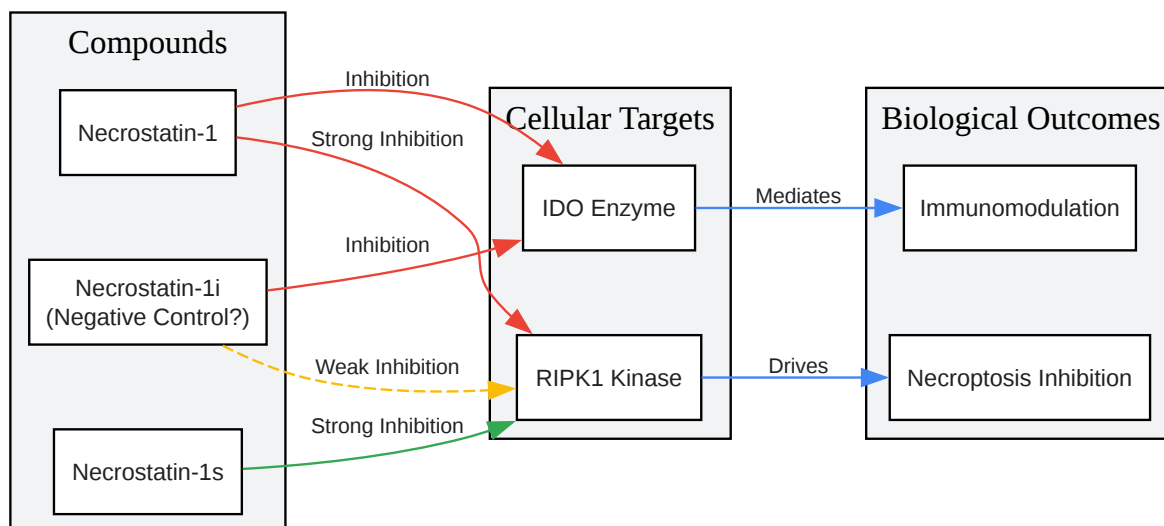 Compounds
Necrostatin-1
Necrostatin-1i
(Negative Control?)
Necrostatin-1s
Inhibition
Strong Inhibition
Inhibition
Weak Inhibition
Strong Inhibition
Cellular Targets
IDO Enzyme
RIPK1 Kinase
Mediates
Drives
Biological Outcomes
Immunomodulation
Necroptosis Inhibition